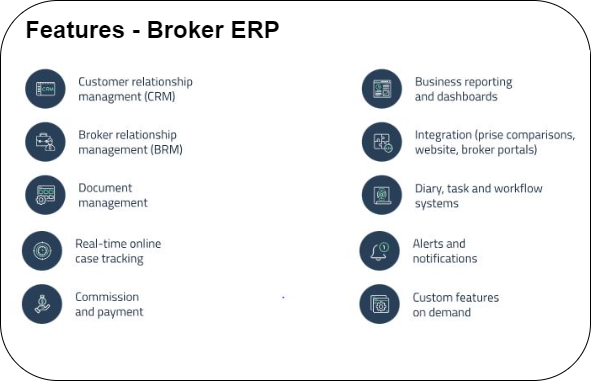 Features - Broker ERP
Customer relationship
managment (CRM)
Broker relationship
management (BRM)
Document
management
Real-time online
case tracking
Commission
and payment
Business reporting
and dashboards
Integration (prise comparisons,
website, broker portals)
Diary, task and workflow
systems
Alerts and
notifications
Custom features
on demand
CRM
1